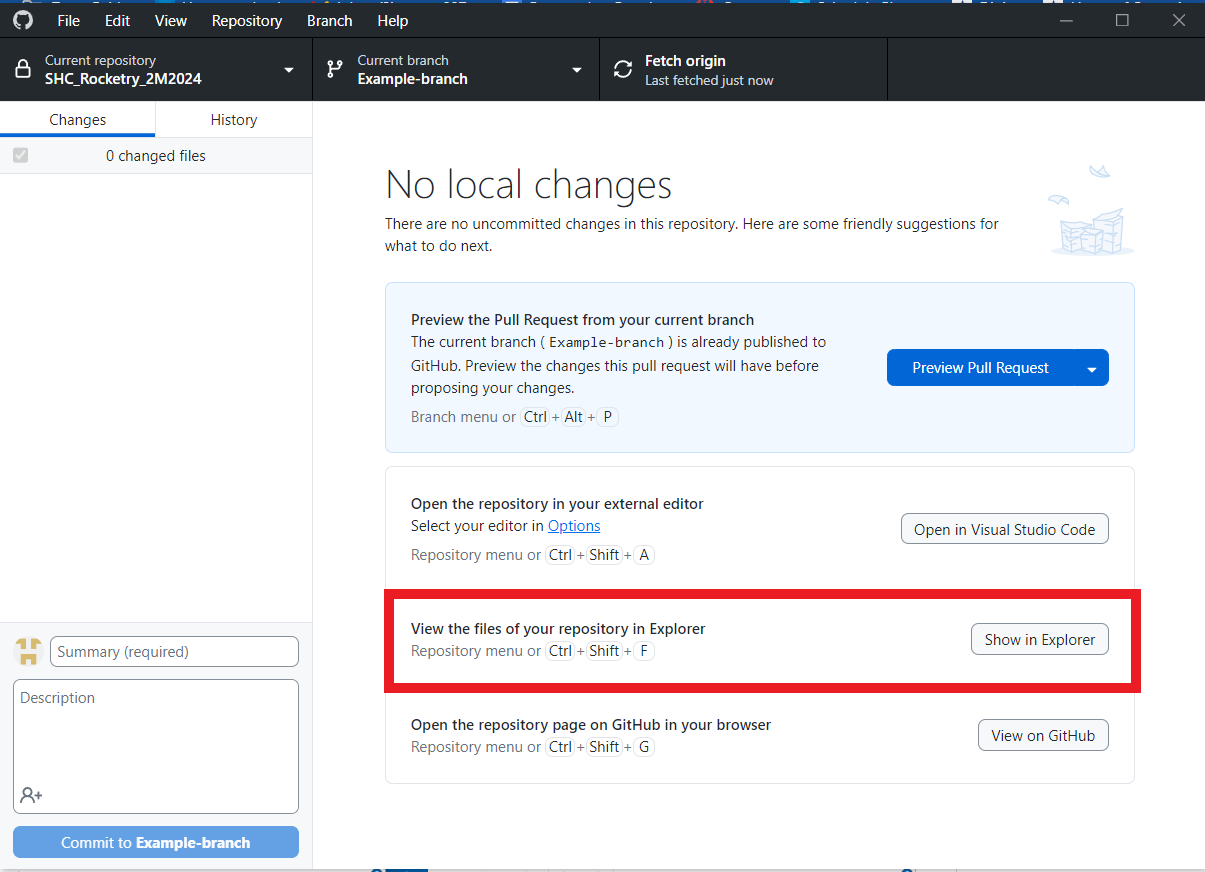 File Edit View Repository Branch Help
Current repository
SHC_Rocketry_2M2024
Current branch
Example-branch
Fetch origin
Last fetched just now
Changes
History
0 changed files
No local changes
There are no uncommitted changes in this repository. Here are some friendly suggestions for
what to do next.
Preview the Pull Request from your current branch
The current branch ( Example-branch ) is already published to
GitHub. Preview the changes this pull request will have before
proposing your changes.
Branch menu or Ctrl + Alt + P
Preview Pull Request
Open the repository in your external editor
Select your editor in Options
Repository menu or Ctrl + Shift + A
Open in Visual Studio Code
View the files of your repository in Explorer
Repository menu or Ctrl + Shift + F
Show in Explorer
Open the repository page on GitHub in your browser
Repository menu or Ctrl + Shift + G
View on GitHub
Summary (required)
Description
Commit to Example-branch